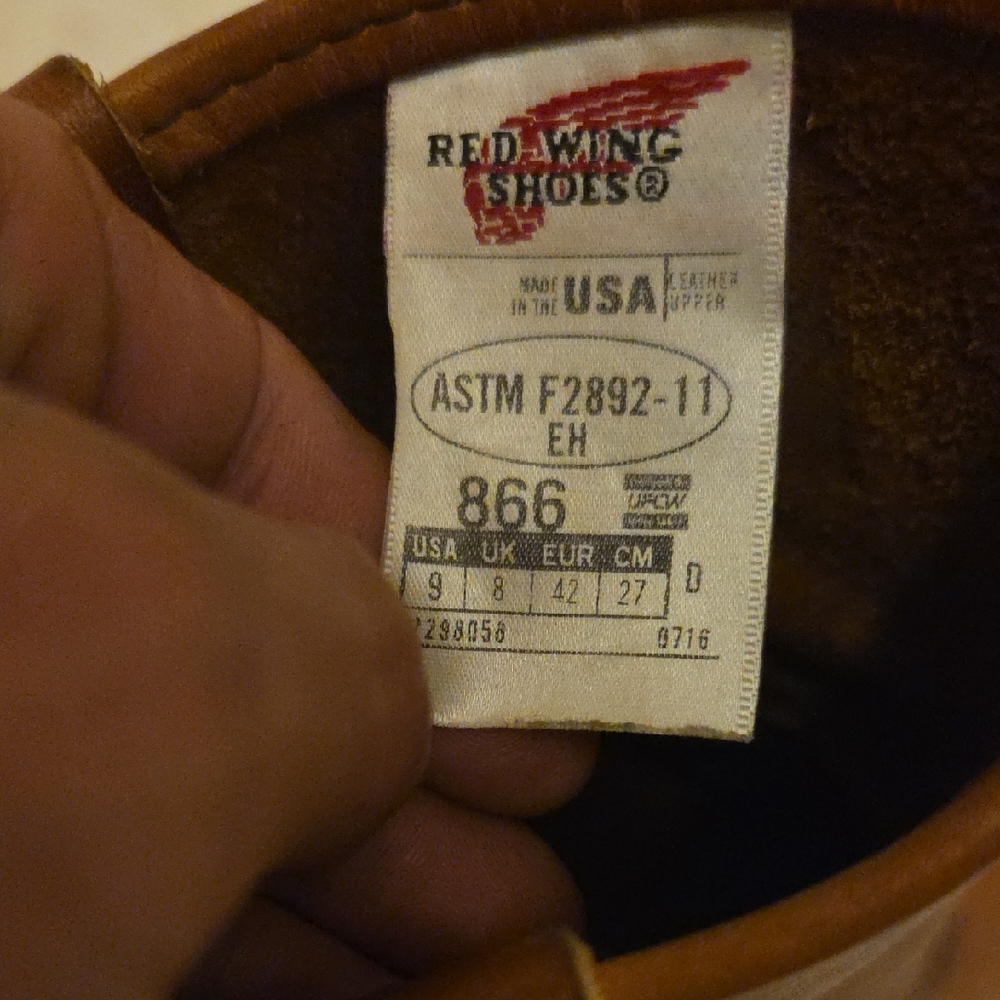 RED WING
SHOES®
MADE IN THE USA LEATHER UPPER
ASTM F2892-11
EH
866 UFCW
USA UK EUR CM
9 8 42 27 D
298058 0716